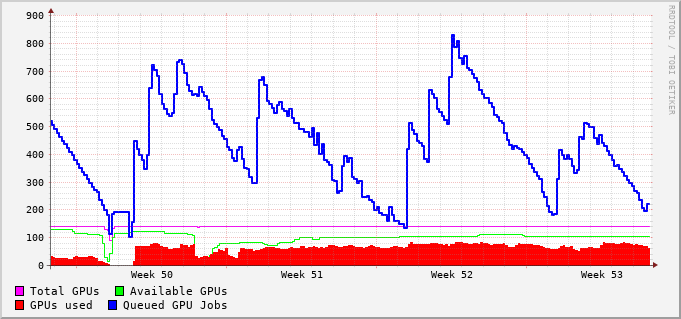 900
800
700
600
500
400
300
200
100
0
Week 50 Week 51 Week 52 Week 53
Total GPUs Available GPUs
GPUs used Queued GPU Jobs
RRDTOOL / TOBI OETIKER